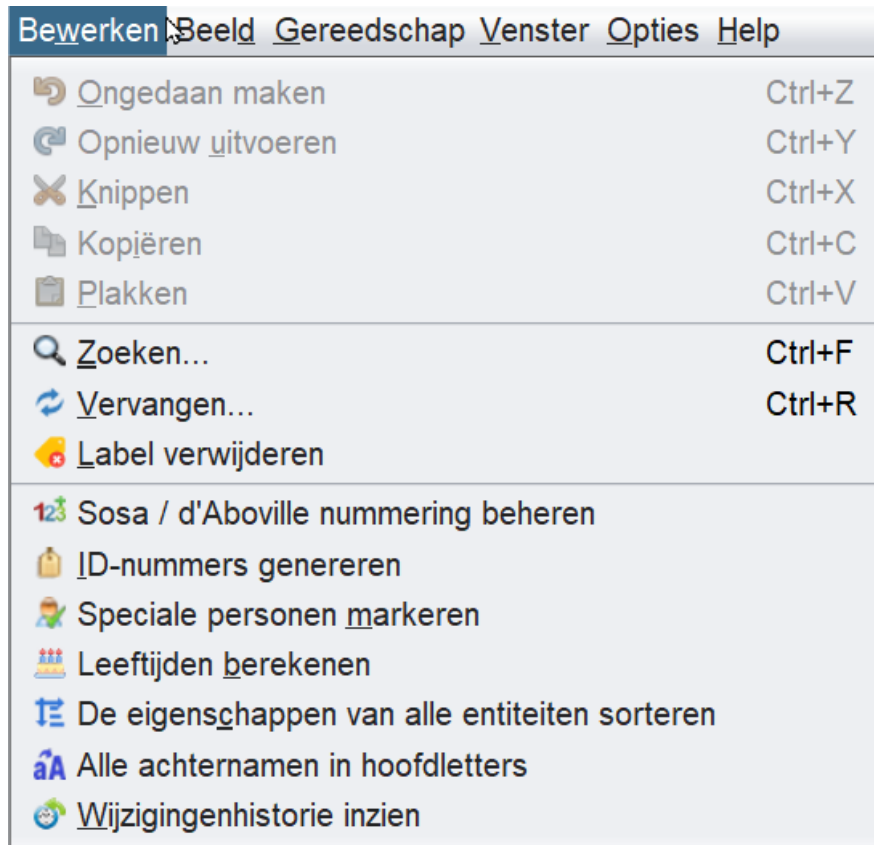 Bewerken Beeld Gereedschap Venster Opties Help
Ongedaan maken Ctrl+Z
Opnieuw uitvoeren Ctrl+Y
Knippen Ctrl+X
Kopiëren Ctrl+C
Plakken Ctrl+V
Zoeken... Ctrl+F
Vervangen... Ctrl+R
Label verwijderen
Sosa / d'Aboville nummering beheren
ID-nummers genereren
Speciale personen markeren
Leeftijden berekenen
De eigenschappen van alle entiteiten sorteren
Alle achternamen in hoofdletters
Wijzigingenhistorie inzien